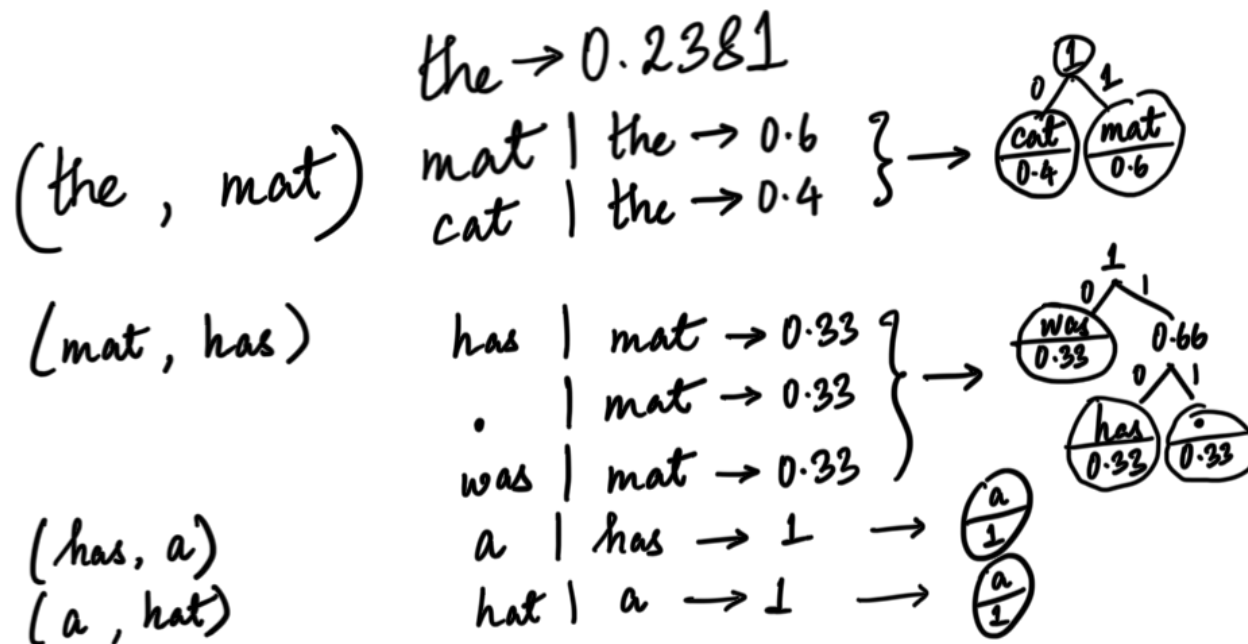 the → 0.2381
(the , mat) mat | the → 0.6
cat | the → 0.4
} →
1
0 1
cat mat
0.4 0.6
(mat, has) has | mat → 0.33
. | mat → 0.33
was | mat → 0.33
} →
1
0 1
was 0.66
0.33
0 1
has .
0.33 0.33
(has, a) a | has → 1 → a
1
(a , hat) hat | a → 1 → a
1